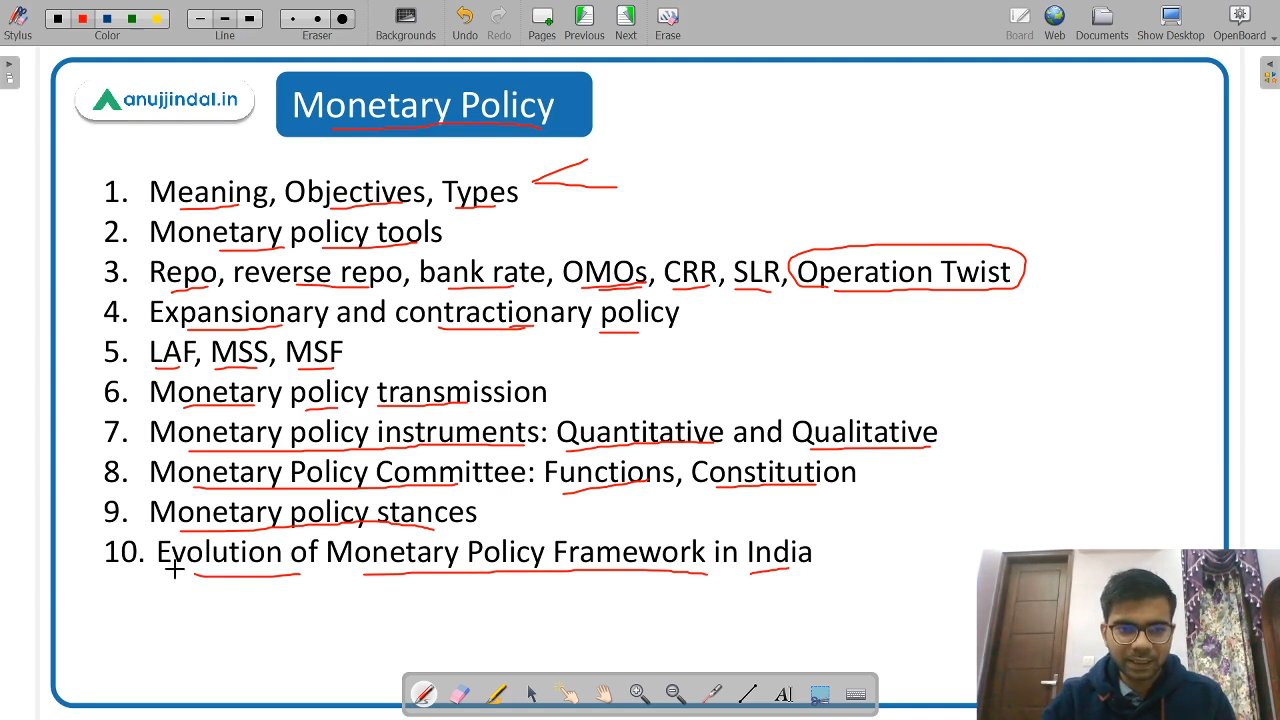 Stylus
Color
Line
Eraser
Backgrounds
Undo
Redo
Pages
Previous
Next
Erase
Board
Web
Documents
Show Desktop
OpenBoard
anujjindal.in
Monetary Policy
1. Meaning, Objectives, Types
2. Monetary policy tools
3. Repo, reverse repo, bank rate, OMOs, CRR, SLR, Operation Twist
4. Expansionary and contractionary policy
5. LAF, MSS, MSF
6. Monetary policy transmission
7. Monetary policy instruments: Quantitative and Qualitative
8. Monetary Policy Committee: Functions, Constitution
9. Monetary policy stances
10. Evolution of Monetary Policy Framework in India
AI